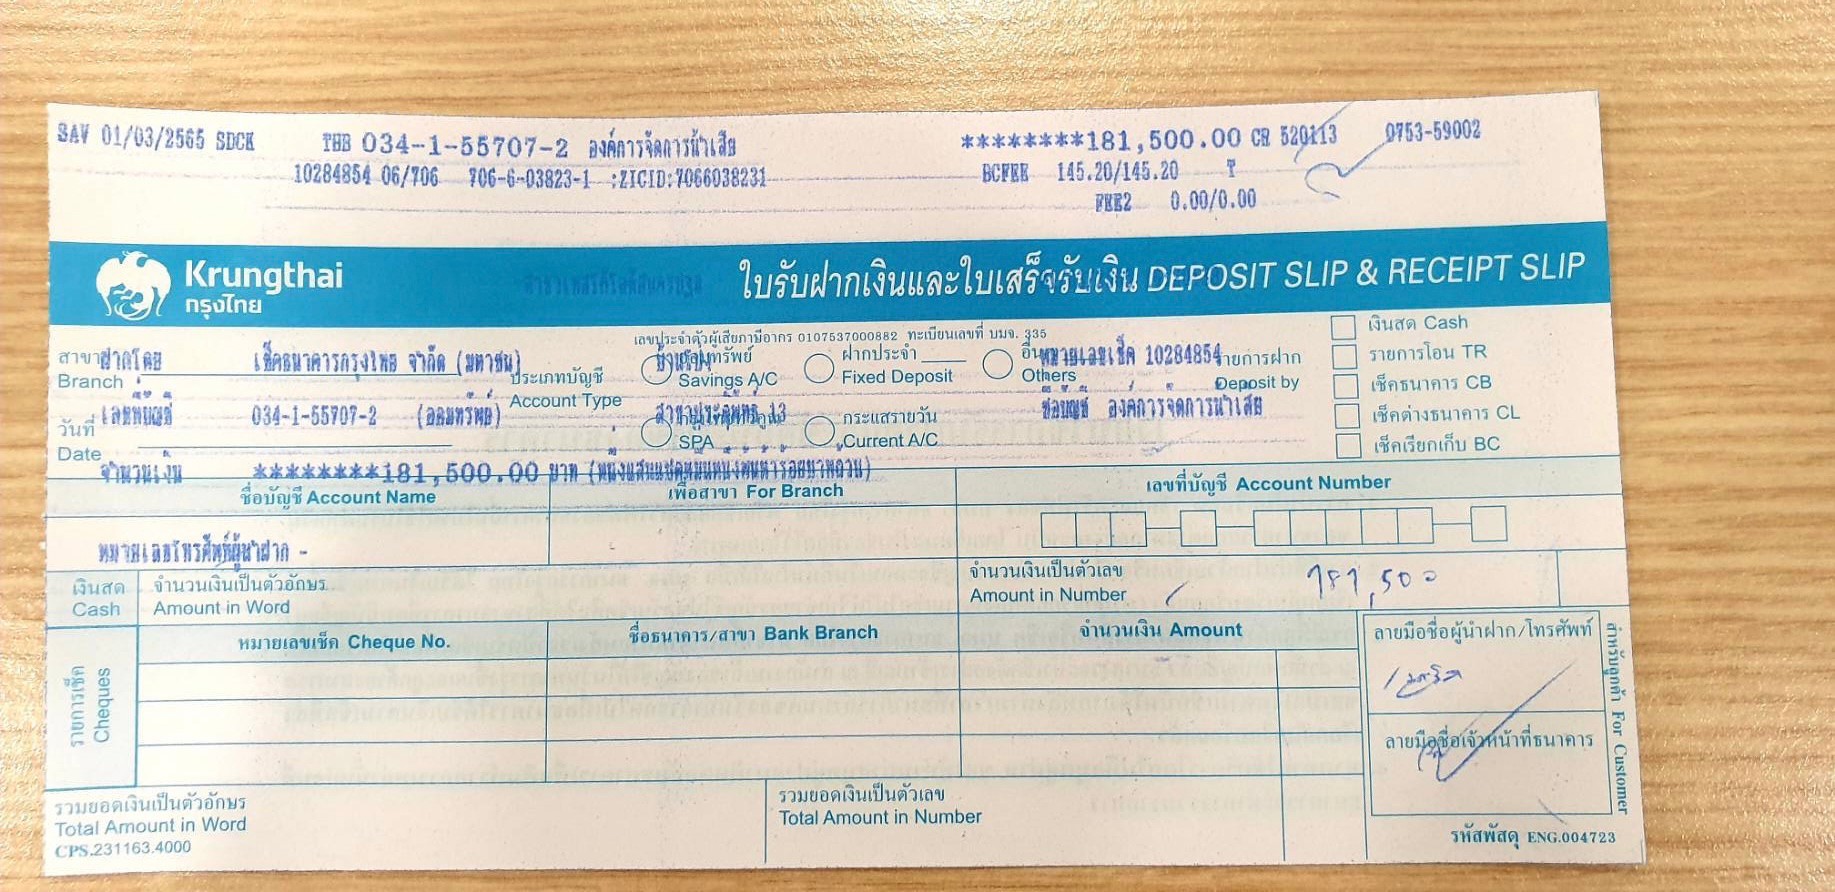 SAV 01/03/2565 SDCK THB 034-1-55707-2 องค์การจัดการน้ำเสีย ********181,500.00 CR 520113 0753-59002
10284854 06/706 706-6-03823-1 :ZICID:7066038231 BCFEE 145.20/145.20 T
FEE2 0.00/0.00
Krungthai
กรุงไทย
ใบรับฝากเงินและใบเสร็จรับเงิน DEPOSIT SLIP & RECEIPT SLIP
เลขประจำตัวผู้เสียภาษีอากร 0107537000882 ทะเบียนเลขที่ บมจ. 335
สาขา ฝากโดย เช็คธนาคารกรุงไทย จำกัด (มหาชน)
Branch
ประเภทบัญชี
Account Type
Savings A/C
ฝากประจำ
Fixed Deposit
Others
หมายเลขเช็ค 10284854
รายการฝาก
Deposit by
เงินสด Cash
รายการโอน TR
เช็คธนาคาร CB
เช็คต่างธนาคาร CL
เช็คเรียกเก็บ BC
เลขที่บัญชี 034-1-55707-2 (ออมทรัพย์)
SPA
กระแสรายวัน
Current A/C
ชื่อบัญชี องค์การจัดการน้ำเสีย
วันที่
Date
จำนวนเงิน ********181,500.00 บาท (หนึ่งแสนแปดหมื่นหนึ่งพันห้าร้อยบาทถ้วน)
ชื่อบัญชี Account Name
เพื่อสาขา For Branch
เลขที่บัญชี Account Number
หมายเลขโทรศัพท์ผู้นำฝาก -
เงินสด
Cash
จำนวนเงินเป็นตัวอักษร
Amount in Word
จำนวนเงินเป็นตัวเลข
Amount in Number
181,500
รายการเช็ค
Cheques
หมายเลขเช็ค Cheque No.
ชื่อธนาคาร/สาขา Bank Branch
จำนวนเงิน Amount
ลายมือชื่อผู้นำฝาก/โทรศัพท์
ลายมือชื่อเจ้าหน้าที่ธนาคาร
สำหรับลูกค้า For Customer
รวมยอดเงินเป็นตัวอักษร
Total Amount in Word
รวมยอดเงินเป็นตัวเลข
Total Amount in Number
CPS.231163.4000
รหัสพัสดุ ENG.004723